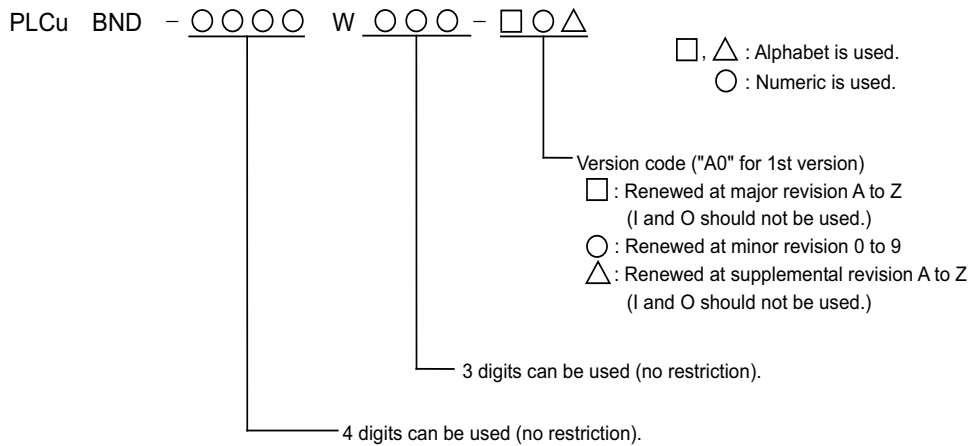 PLCu BND - ○○○○ W ○○○ - □○△
□, △ : Alphabet is used.
○ : Numeric is used.
Version code ("A0" for 1st version)
□ : Renewed at major revision A to Z
(I and O should not be used.)
○ : Renewed at minor revision 0 to 9
△ : Renewed at supplemental revision A to Z
(I and O should not be used.)
3 digits can be used (no restriction).
4 digits can be used (no restriction).